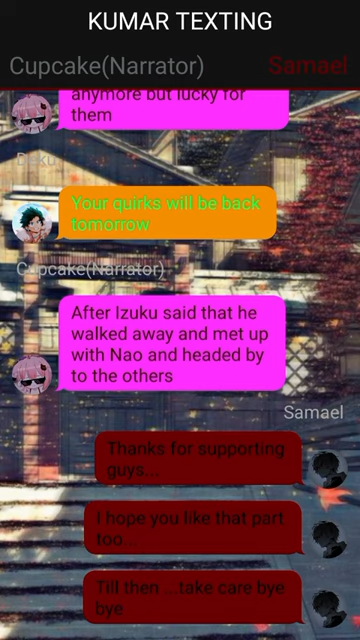 KUMAR TEXTING
Cupcake(Narrator)
Samael
anymore but lucky for
them
Your quirks will be back
tomorrow
Cupcake(Narrator)
After Izuku said that he
walked away and met up
with Nao and headed by
to the others
Samael
Thanks for supporting
guys...
I hope you like that part
too...
Till then ...take care bye
bye